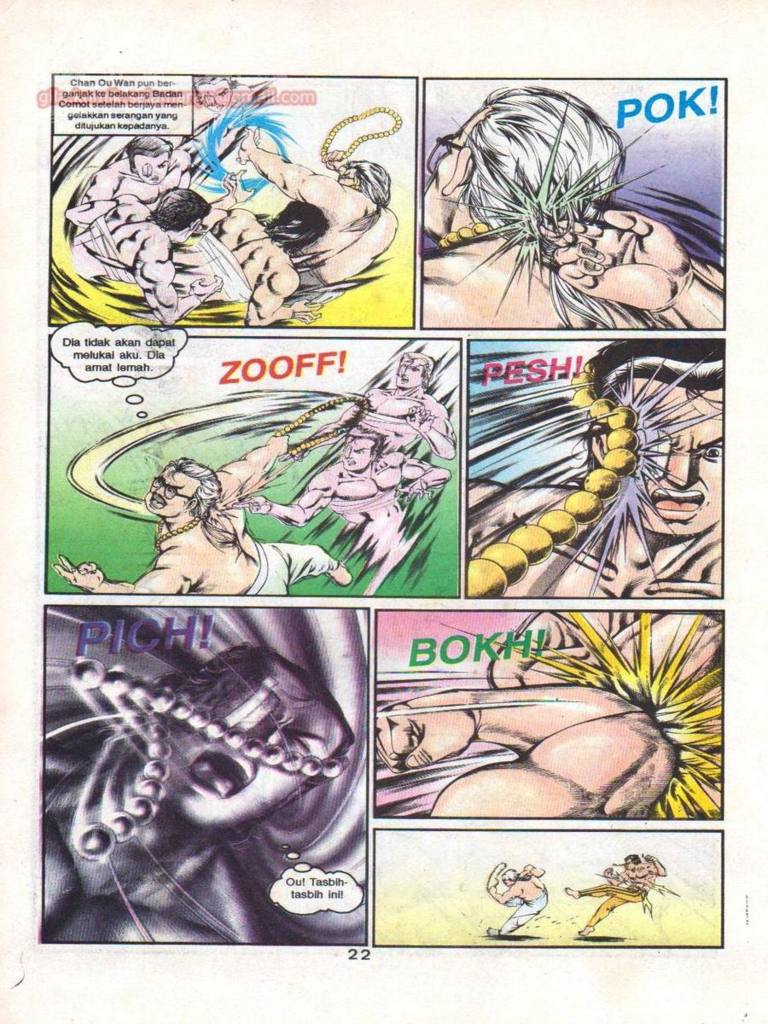 Chan Ou Wan pun ber-
ganjak ke belakang Badan
Comot setelah berjaya men
gelakkan serangan yang
ditujukan kepadanya.
POK!
Dia tidak akan dapat
melukai aku. Dia
amat lemah.
ZOOFF!
PESH!
PICH!
Ou! Tasbih-
tasbih ini!
BOKH!
22